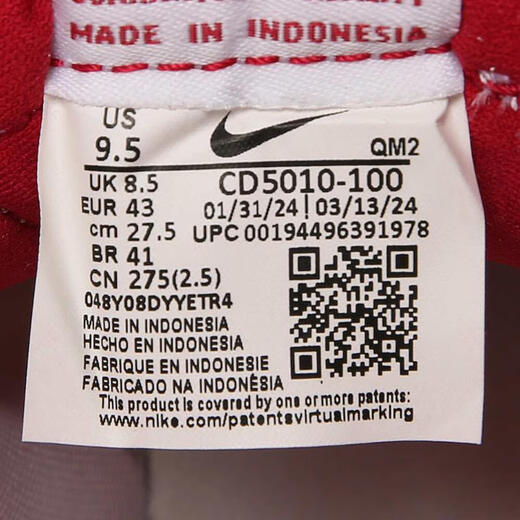 MADE IN INDONESIA
US
9.5
QM2
UK 8.5
CD5010-100
EUR 43
01/31/24|03/13/24
cm 27.5
UPC 00194496391978
BR 41
CN 275(2.5)
048Y08DYYETR4
MADE IN INDONESIA
HECHO EN INDONESIA
FABRIQUE EN INDONESIE
FABRICADO NA INDONESIA
This product is covered by one or more patents:
www.nike.com/patentsvirtualmarking